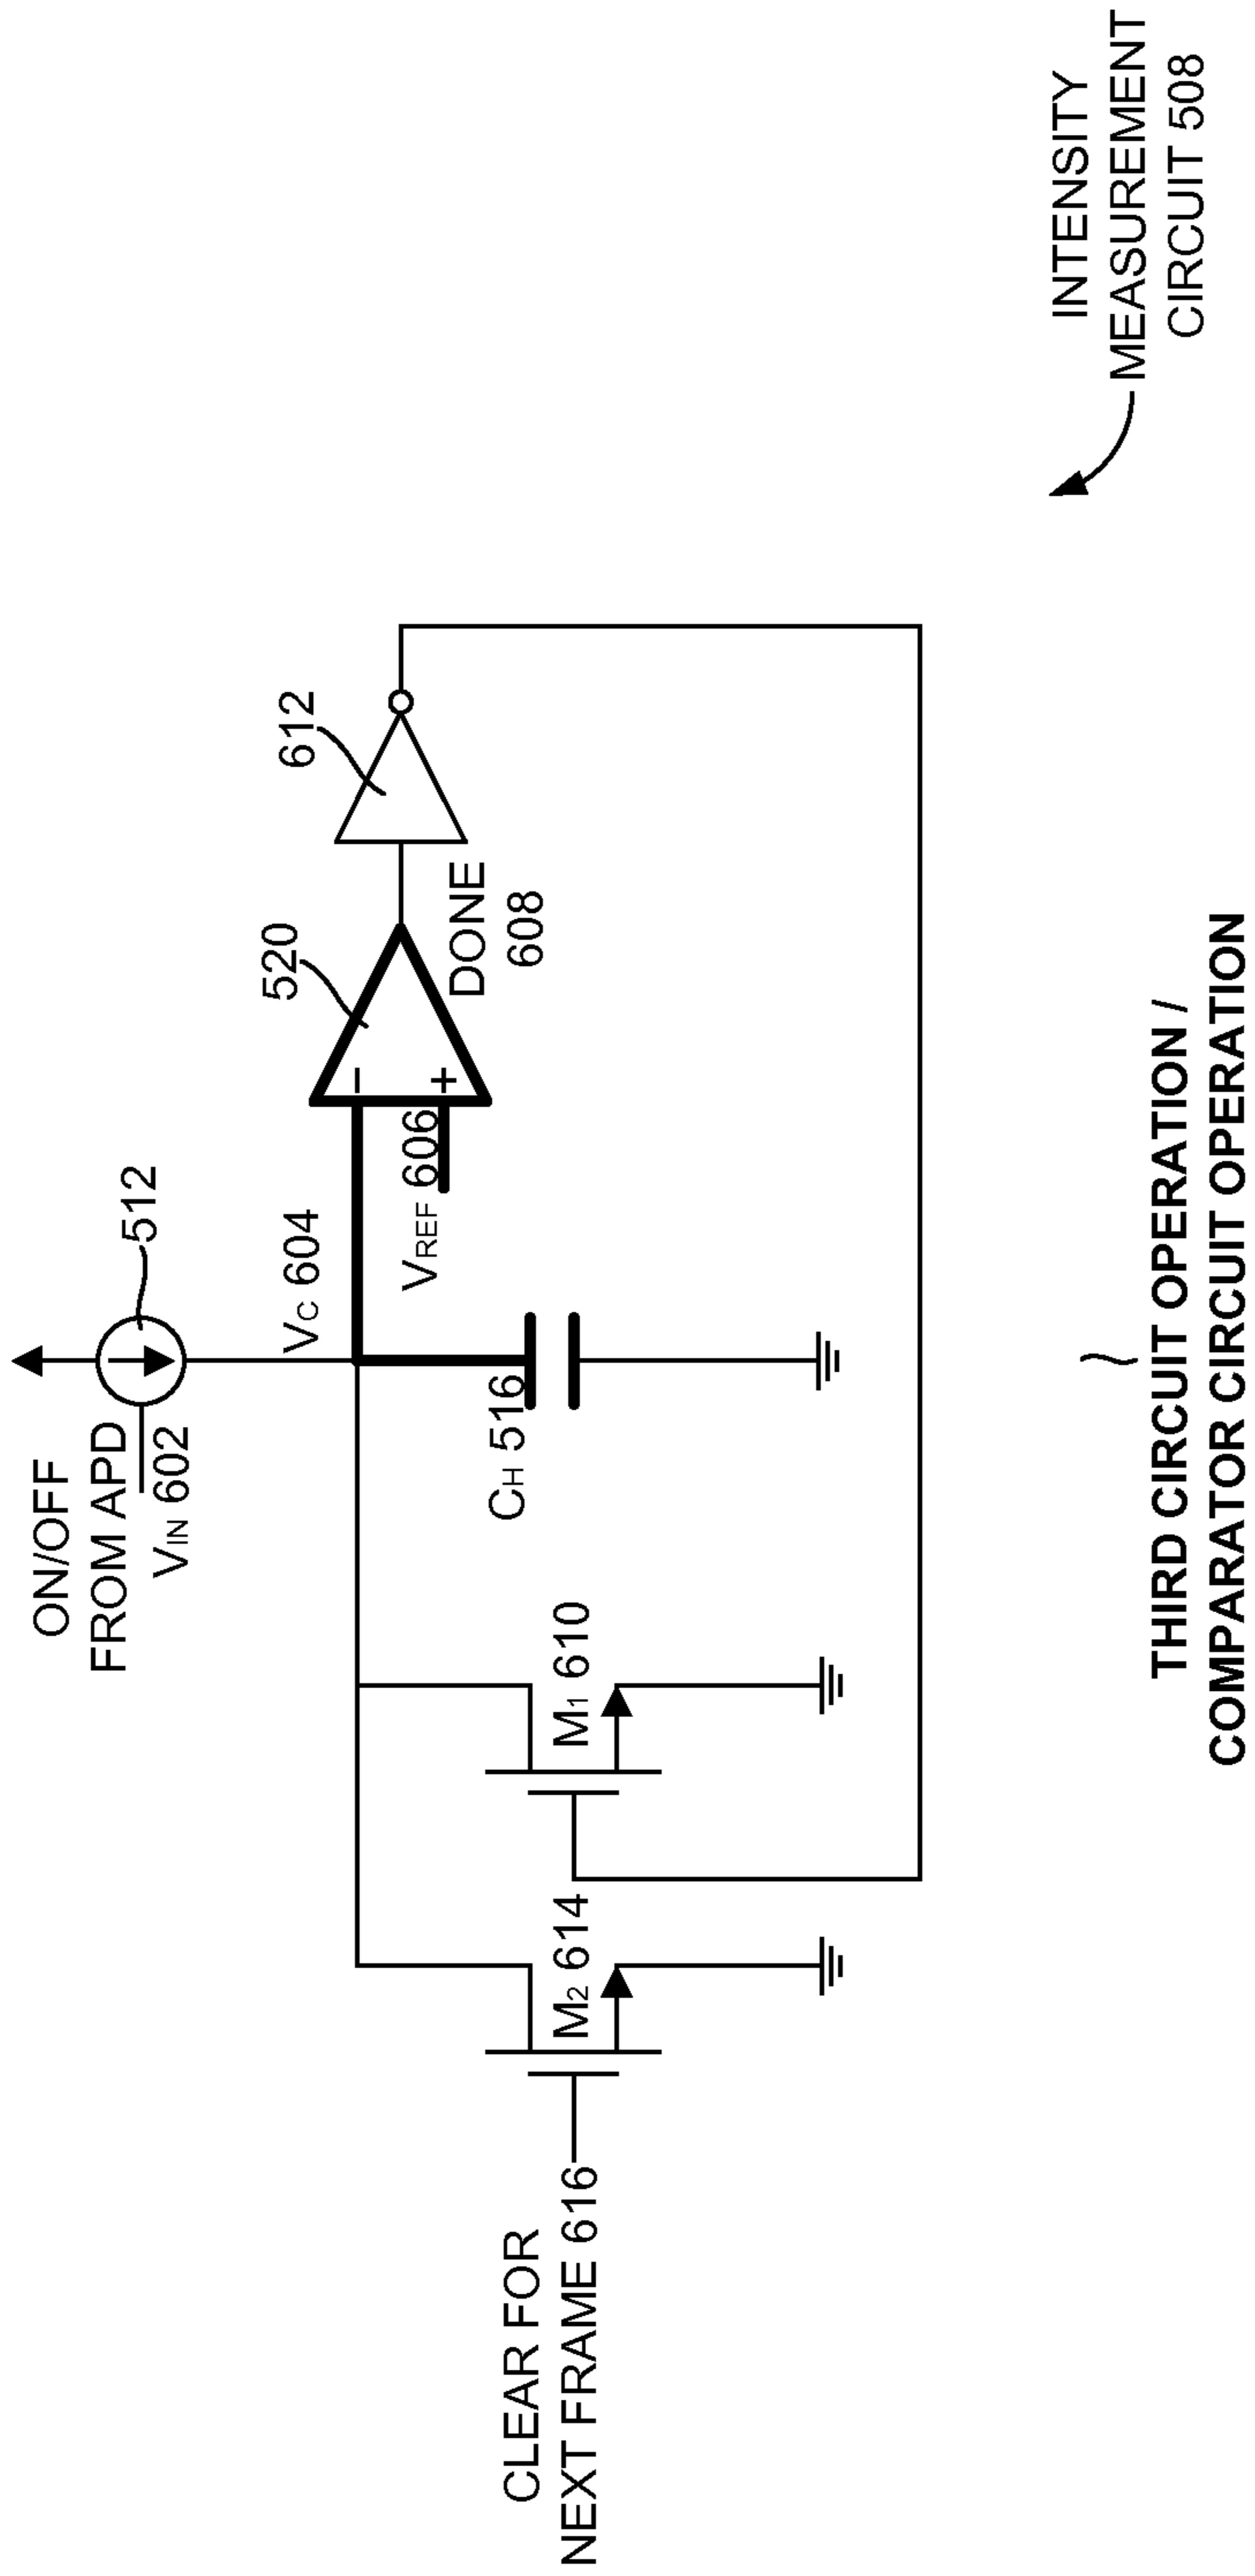 ON/OFF
FROM APD
VIN 602
512
VC 604
520
612
VREF 606
DONE
608
CH 516
M1 610
M2 614
CLEAR FOR
NEXT FRAME 616
−
+
INTENSITY
MEASUREMENT
CIRCUIT 508
THIRD CIRCUIT OPERATION /
COMPARATOR CIRCUIT OPERATION